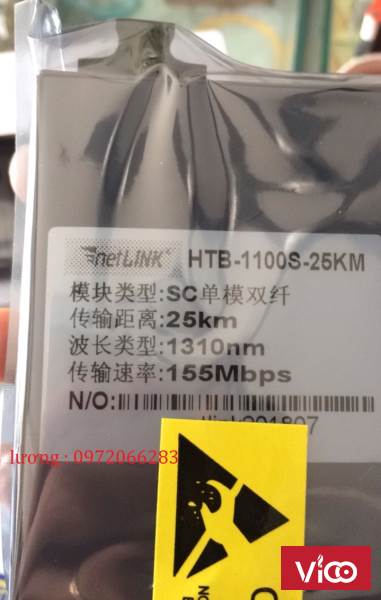 netLINK HTB-1100S-25KM
模块类型:SC单模双纤
传输距离:25km
波长类型:1310nm
传输速率:155Mbps
N/O:
lương : 0972066283
VIGO